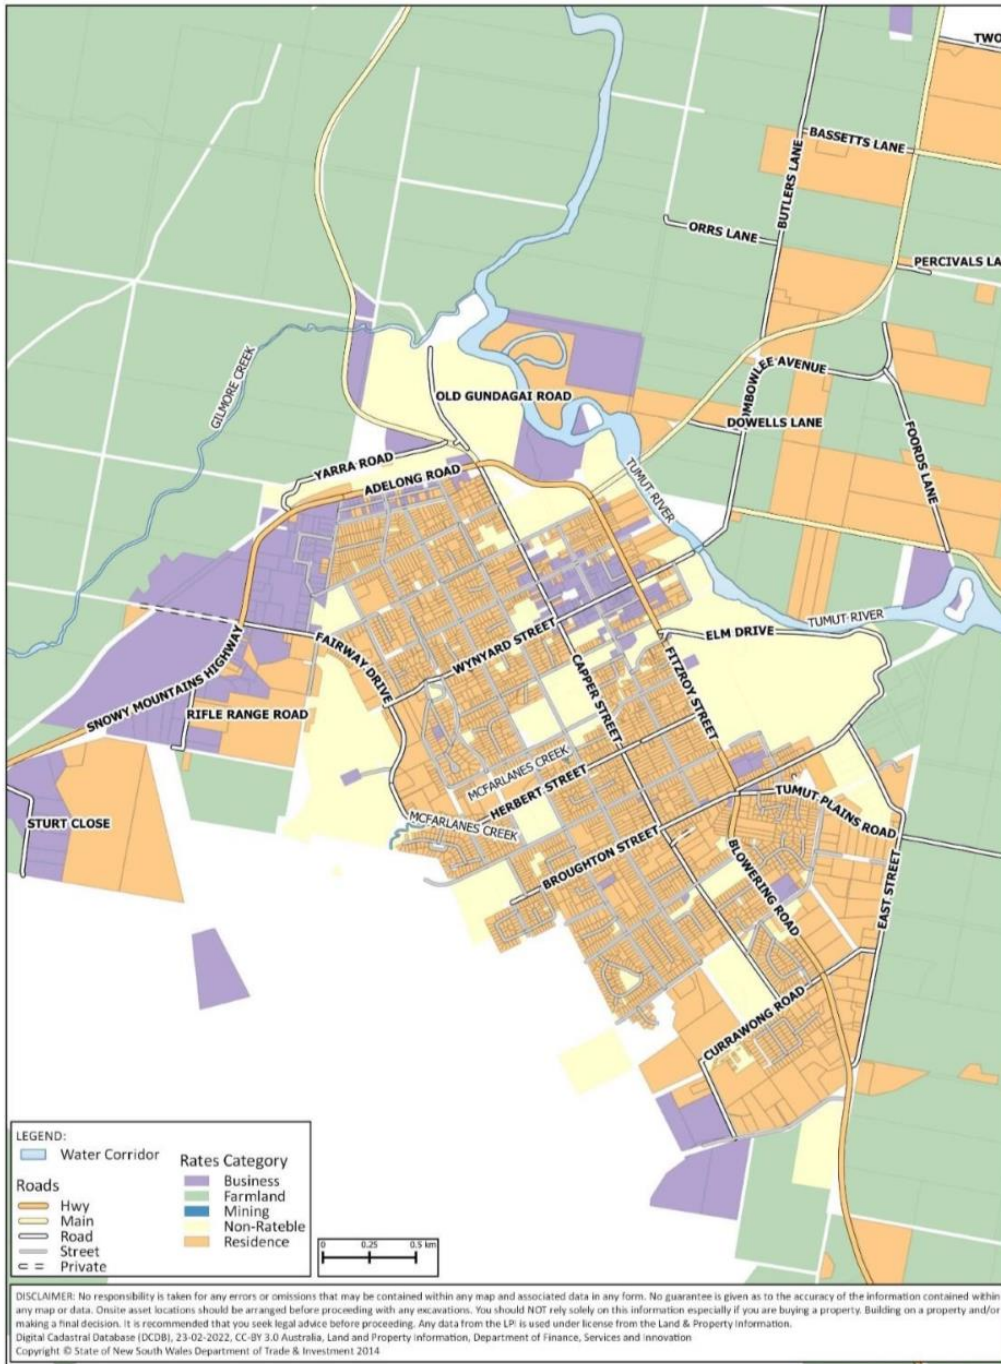 TWO
BASSETTS LANE
BUTLERS LANE
ORRS LANE
PERCIVALS LA
GILMORE CREEK
OMBOWLEE AVENUE
OLD GUNDAGAI ROAD
DOWELLS LANE
FOORDS LANE
YARRA ROAD
ADELONG ROAD
TUMUT RIVER
TUMUT RIVER
ELM DRIVE
FAIRWAY DRIVE
WYNYARD STREET
CAPPER STREET
FITZROY STREET
SNOWY MOUNTAINS HIGHWAY
RIFLE RANGE ROAD
MCFARLANES CREEK
HERBERT STREET
MCFARLANES CREEK
STURT CLOSE
TUMUT PLAINS ROAD
BROUGHTON STREET
BLOWERING ROAD
EAST STREET
CURRAWONG ROAD
LEGEND:
Water Corridor
Roads
Hwy
Main
Road
Street
Private
Rates Category
Business
Farmland
Mining
Non-Rateble
Residence
0 0.25 0.5 km
DISCLAIMER: No responsibility is taken for any errors or omissions that may be contained within any map and associated data in any form. No guarantee is given as to the accuracy of the information contained within
any map or data. Onsite asset locations should be arranged before proceeding with any excavations. You should NOT rely solely on this information especially if you are buying a property. Building on a property and/or
making a final decision. It is recommended that you seek legal advice before proceeding. Any data from the LPI is used under license from the Land & Property Information.
Digital Cadastral Database (DCDB), 23-02-2022, CC-BY 3.0 Australia, Land and Property Information, Department of Finance, Services and Innovation
Copyright © State of New South Wales Department of Trade & Investment 2014